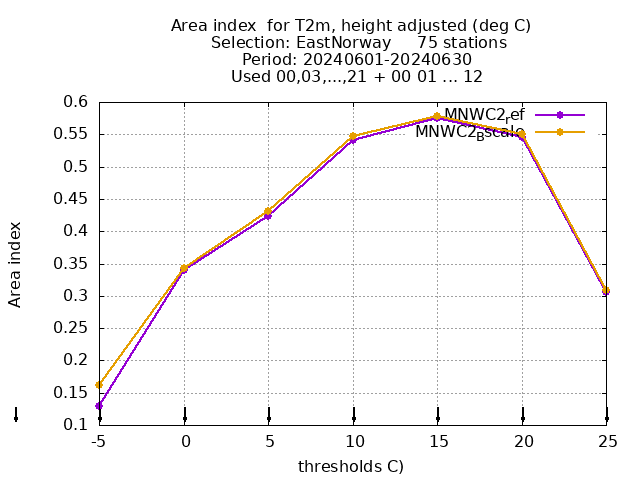 Area index  for T2m, height adjusted (deg C)
Selection: EastNorway     75 stations
Period: 20240601-20240630
Used 00,03,...,21 + 00 01 ... 12
MNWC2ref
MNWC2Bscale
0.6
0.55
0.5
0.45
0.4
0.35
0.3
0.25
0.2
0.15
0.1
Area index
-5
0
5
10
15
20
25
thresholds C)